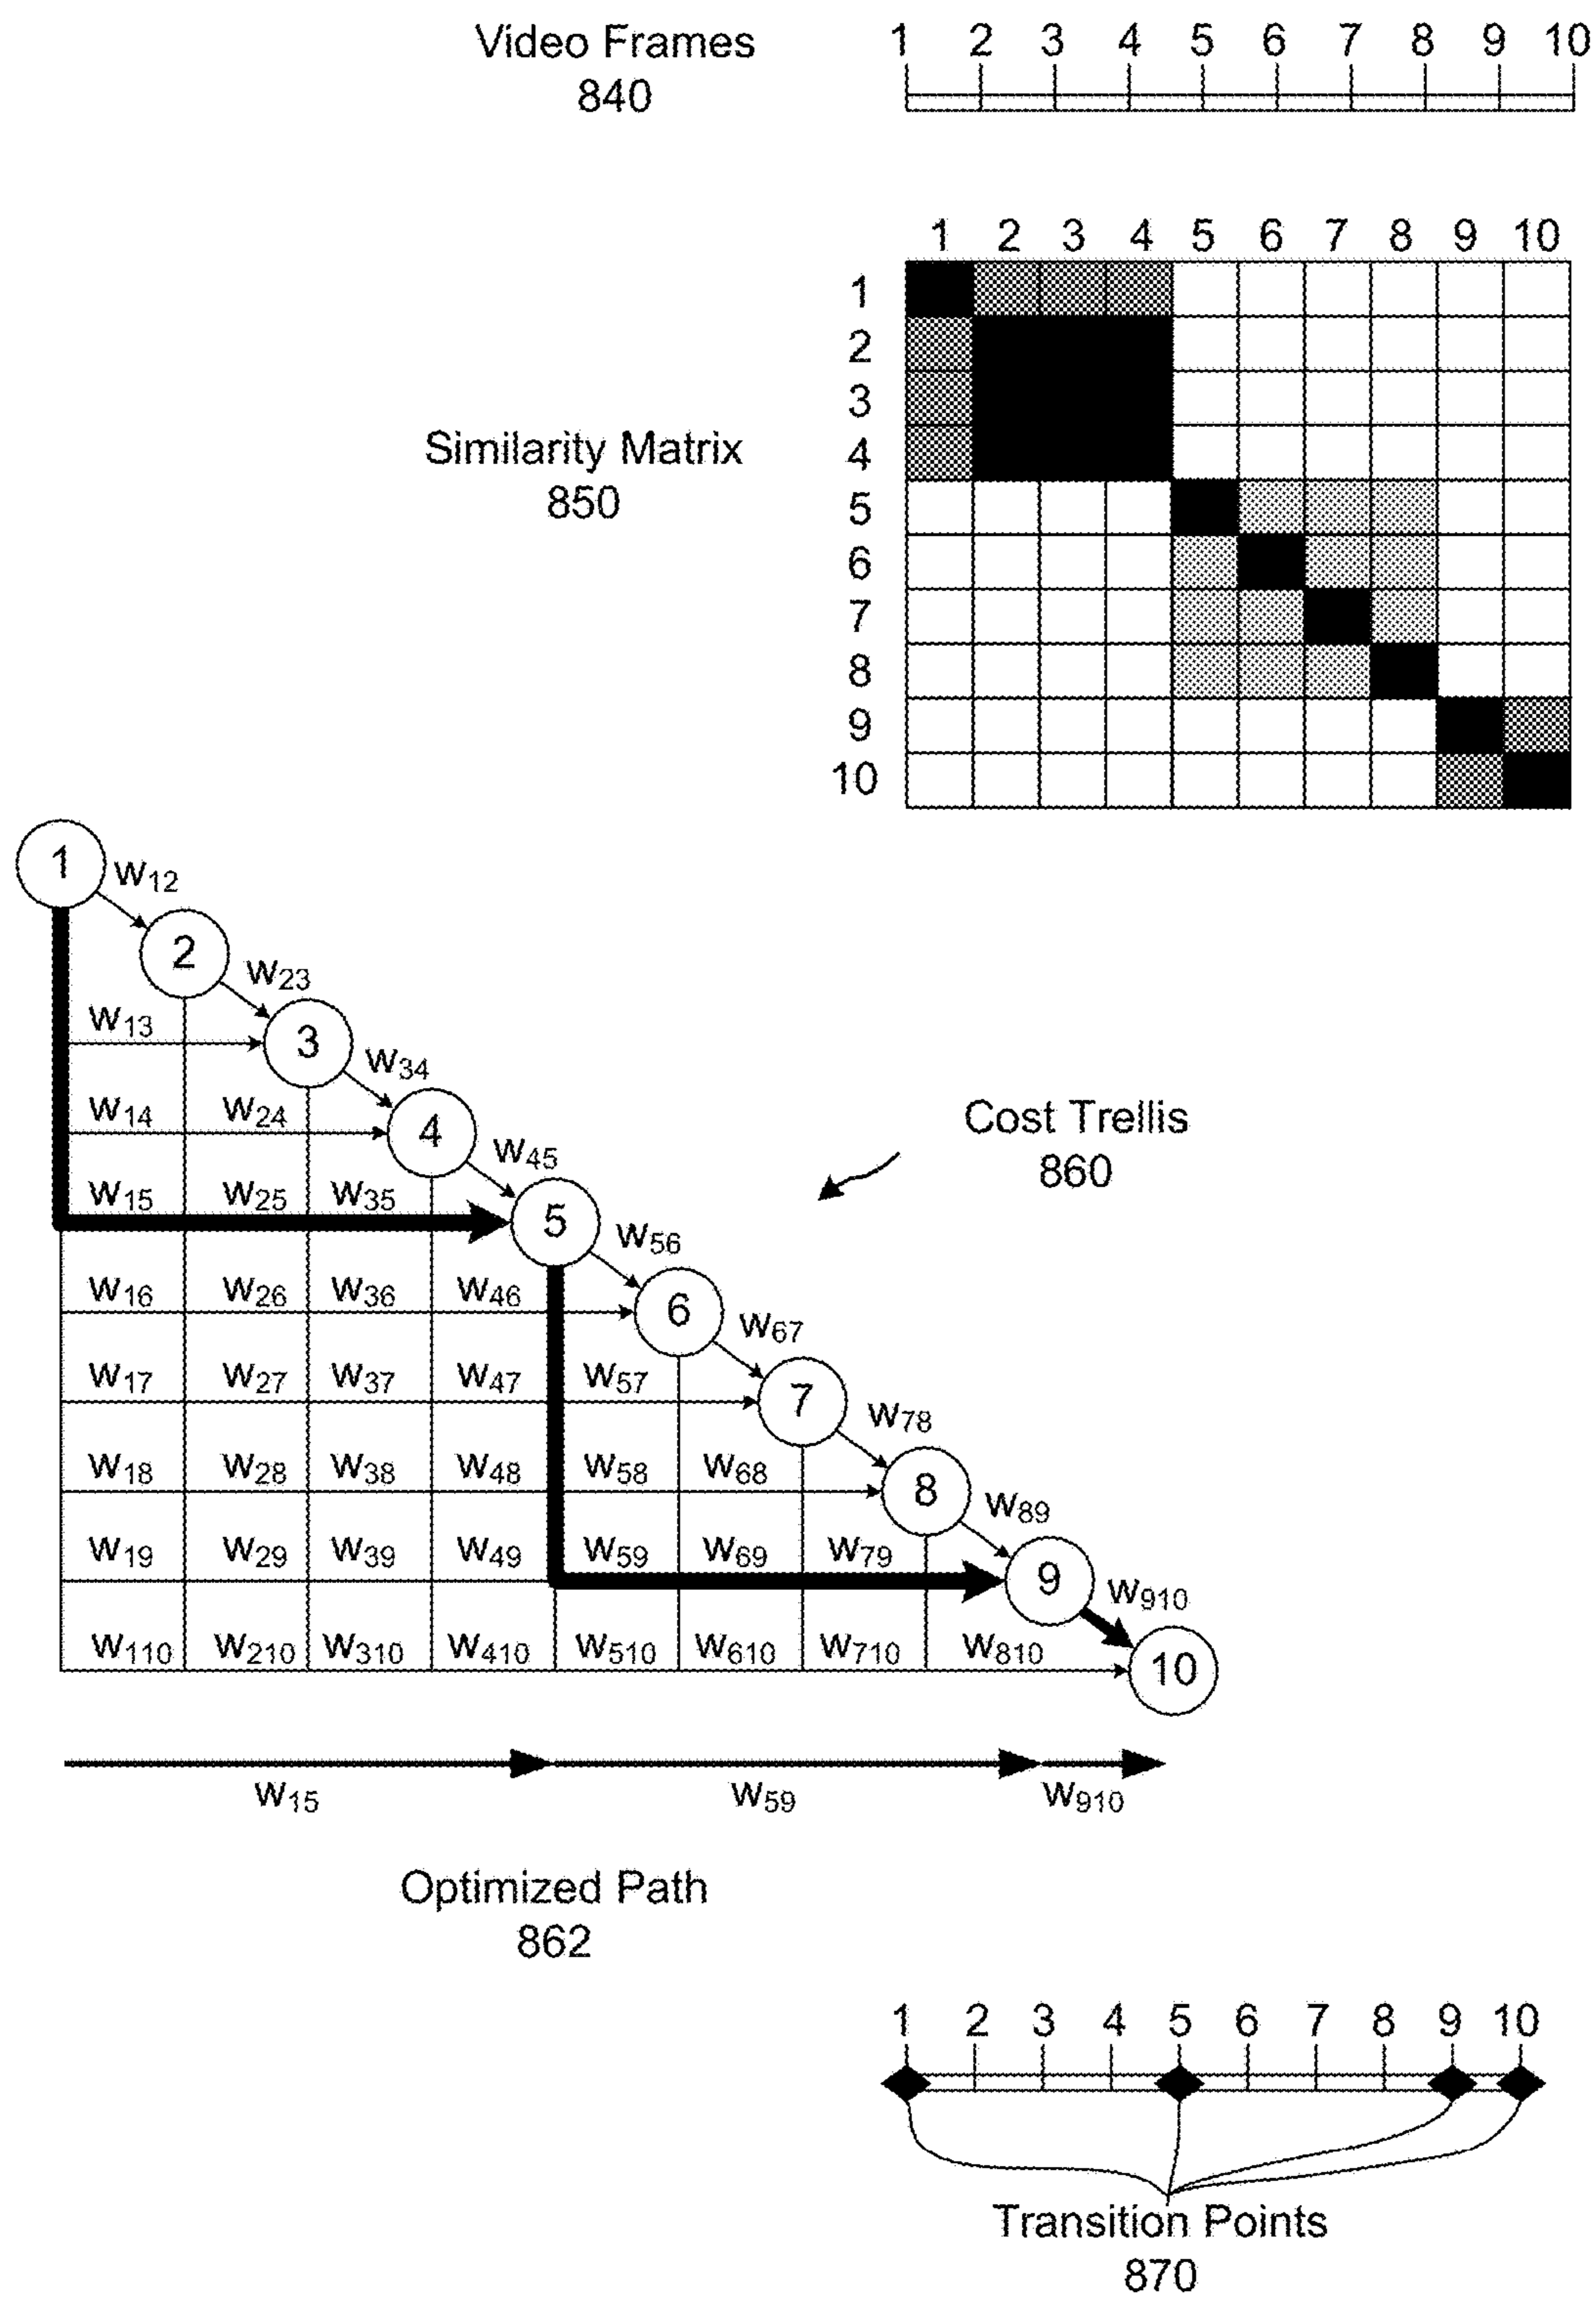 Video Frames
840
1 2 3 4 5 6 7 8 9 10
1 2 3 4 5 6 7 8 9 10
1
2
3
4
5
6
7
8
9
10
Similarity Matrix
850
1 w12
2 w23
w13 3 w34
w14 w24 4 w45
w15 w25 w35 5 w56
w16 w26 w36 w46 6 w67
w17 w27 w37 w47 w57 7 w78
w18 w28 w38 w48 w58 w68 8 w89
w19 w29 w39 w49 w59 w69 w79 9 w910
w110 w210 w310 w410 w510 w610 w710 w810 10
Cost Trellis
860
w15 w59 w910
Optimized Path
862
1 2 3 4 5 6 7 8 9 10
Transition Points
870